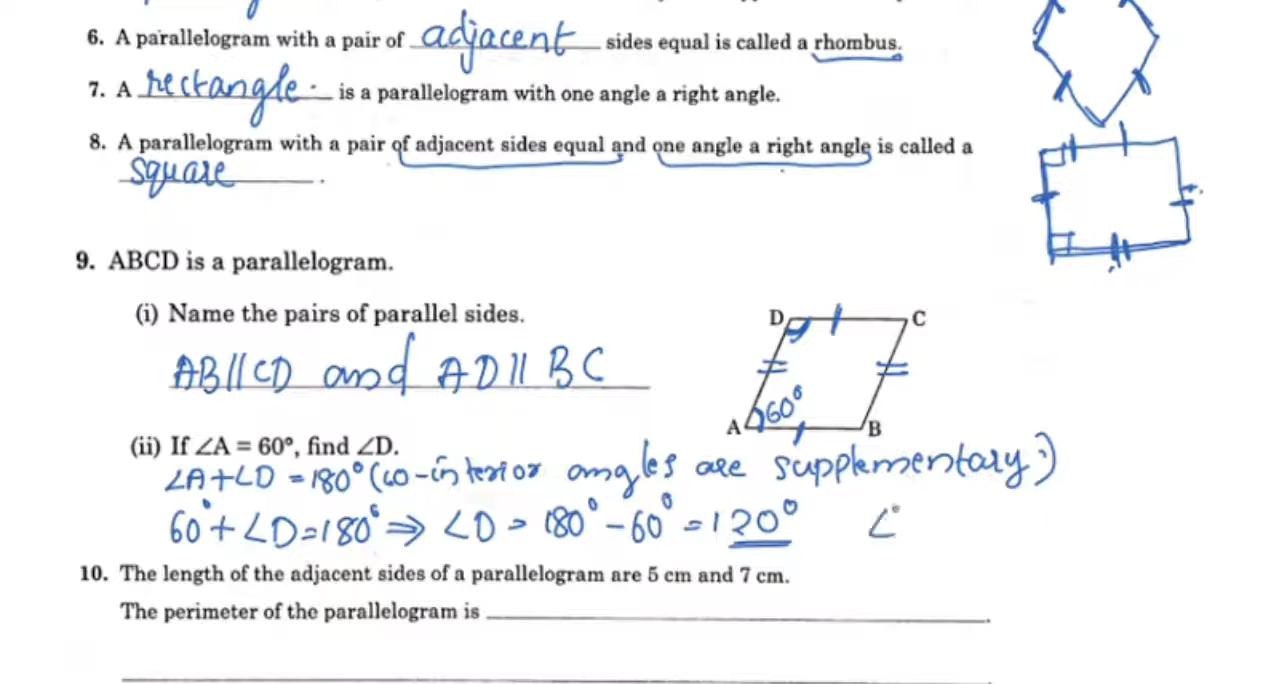 6. A parallelogram with a pair of adjacent sides equal is called a rhombus.
7. A rectangle. is a parallelogram with one angle a right angle.
8. A parallelogram with a pair of adjacent sides equal and one angle a right angle is called a
square.
9. ABCD is a parallelogram.
(i) Name the pairs of parallel sides.
D C
AB∥CD and AD∥BC
60°
A B
(ii) If ∠A = 60°, find ∠D.
∠A+∠D=180° (co-interior angles are supplementary)
60°+∠D=180° ⇒ ∠D = 180°-60° = 120° ∠
10. The length of the adjacent sides of a parallelogram are 5 cm and 7 cm.
The perimeter of the parallelogram is .